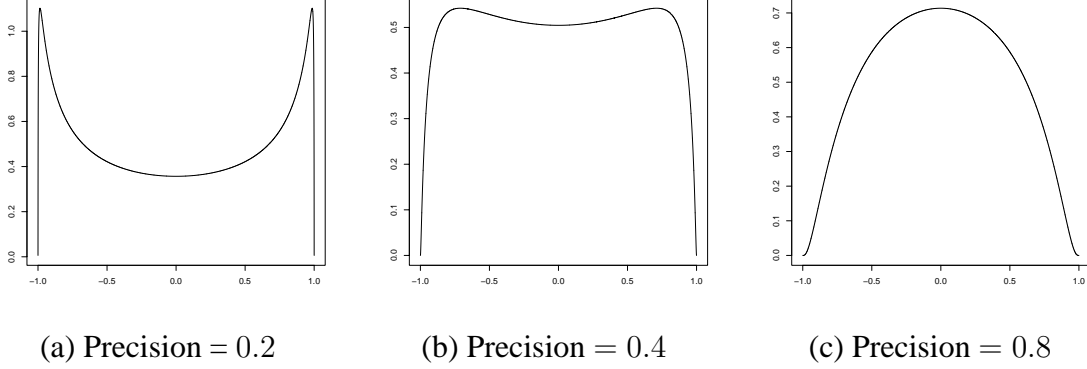 0.0 0.2 0.4 0.6 0.8 1.0
−1.0 −0.5 0.0 0.5 1.0
(a) Precision = 0.2
0.0 0.1 0.2 0.3 0.4 0.5
−1.0 −0.5 0.0 0.5 1.0
(b) Precision = 0.4
0.0 0.1 0.2 0.3 0.4 0.5 0.6 0.7
−1.0 −0.5 0.0 0.5 1.0
(c) Precision = 0.8